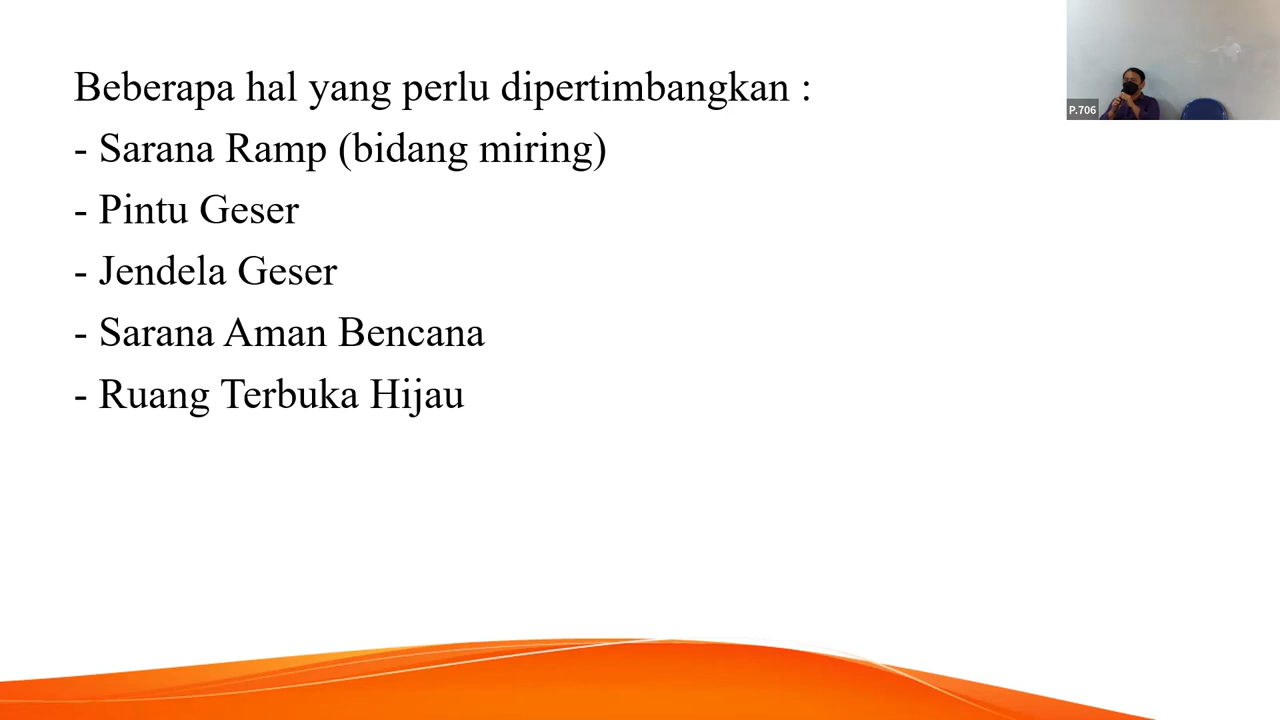 Beberapa hal yang perlu dipertimbangkan :
- Sarana Ramp (bidang miring)
- Pintu Geser
- Jendela Geser
- Sarana Aman Bencana
- Ruang Terbuka Hijau
P.706